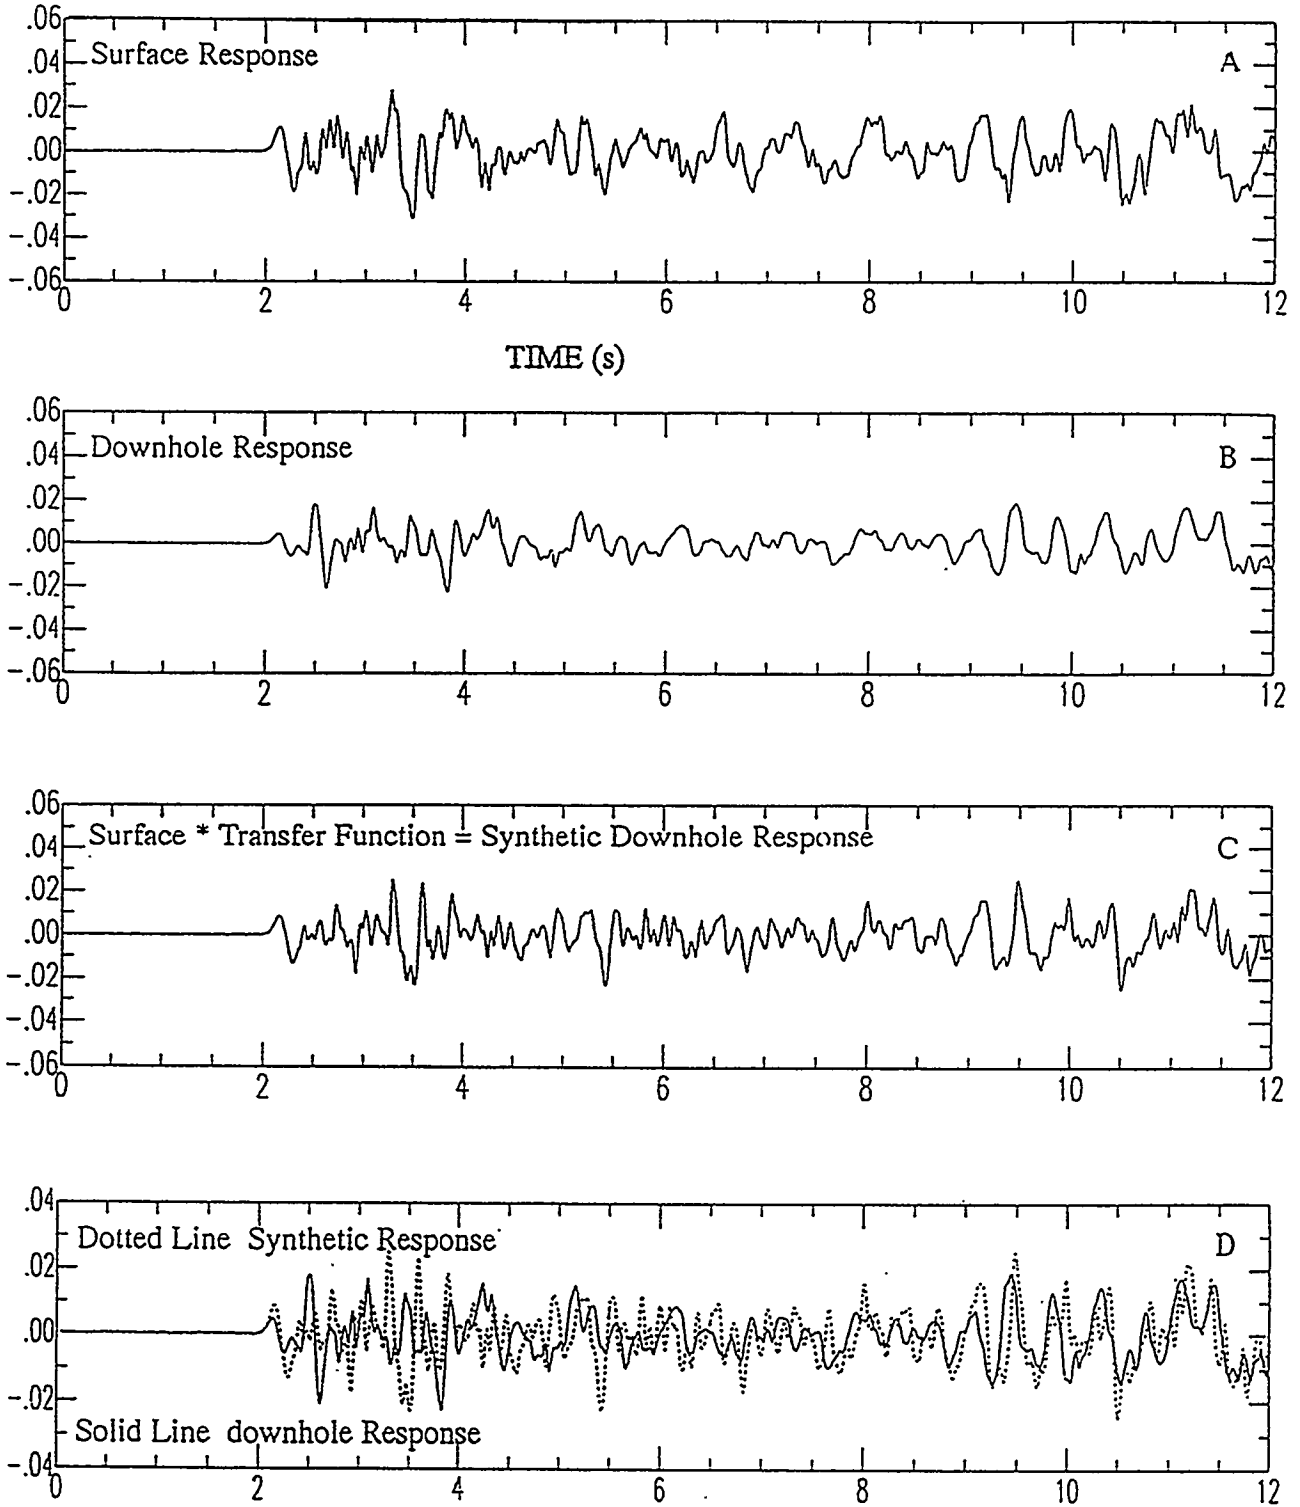 .06
Surface Response A
.04
.02
.00
-.02
-.04
-.06
0 2 4 6 8 10 12
TIME (s)
.06
Downhole Response B
.04
.02
.00
-.02
-.04
-.06
0 2 4 6 8 10 12
.06
Surface * Transfer Function = Synthetic Downhole Response C
.04
.02
.00
-.02
-.04
-.06
0 2 4 6 8 10 12
.04
Dotted Line Synthetic Response D
.02
.00
-.02
Solid Line downhole Response
-.04
0 2 4 6 8 10 12